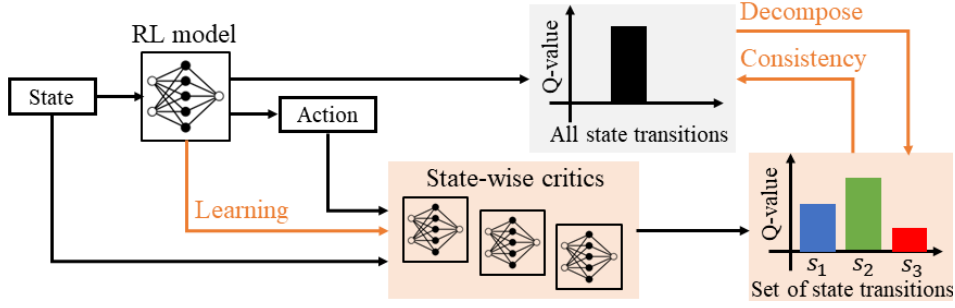 RL model
State
Action
Learning
State-wise critics
Q-value
All state transitions
Decompose
Consistency
Q-value
s₁ s₂ s₃
Set of state transitions